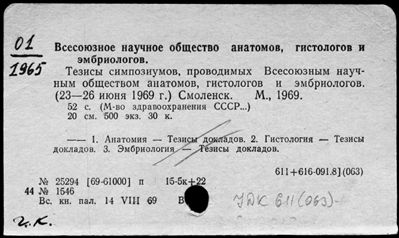 01
1965
Всесоюзное научное общество анатомов, гистологов и
эмбриологов.
Тезисы симпозиумов, проводимых Всесоюзным науч-
ным обществом анатомов, гистологов и эмбриологов.
(23—26 июня 1969 г.) Смоленск. М., 1969.
52 с. (М-во здравоохранения СССР...)
20 см. 500 экз. 30 к.
— — 1. Анатомия — Тезисы докладов. 2. Гистология — Тезисы
докладов. 3. Эмбриология — Тезисы докладов.
611+616-091.8](063)
№ 25294 [69-61000] п 15-5к+22
44 № 1546
Вс. кн. пал. 14 VIII 69 В
УДК 611(063)
ч. К.